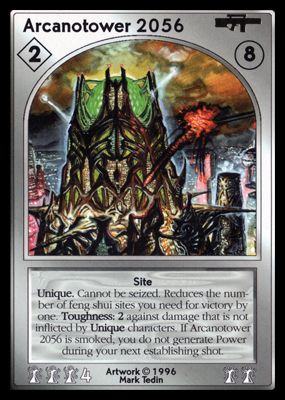 Arcanotower 2056
2
8
Site
Unique. Cannot be seized. Reduces the num-
ber of feng shui sites you need for victory by
one. Toughness: 2 against damage that is not
inflicted by Unique characters. If Arcanotower
2056 is smoked, you do not generate Power
during your next establishing shot.
4
Artwork © 1996
Mark Tedin